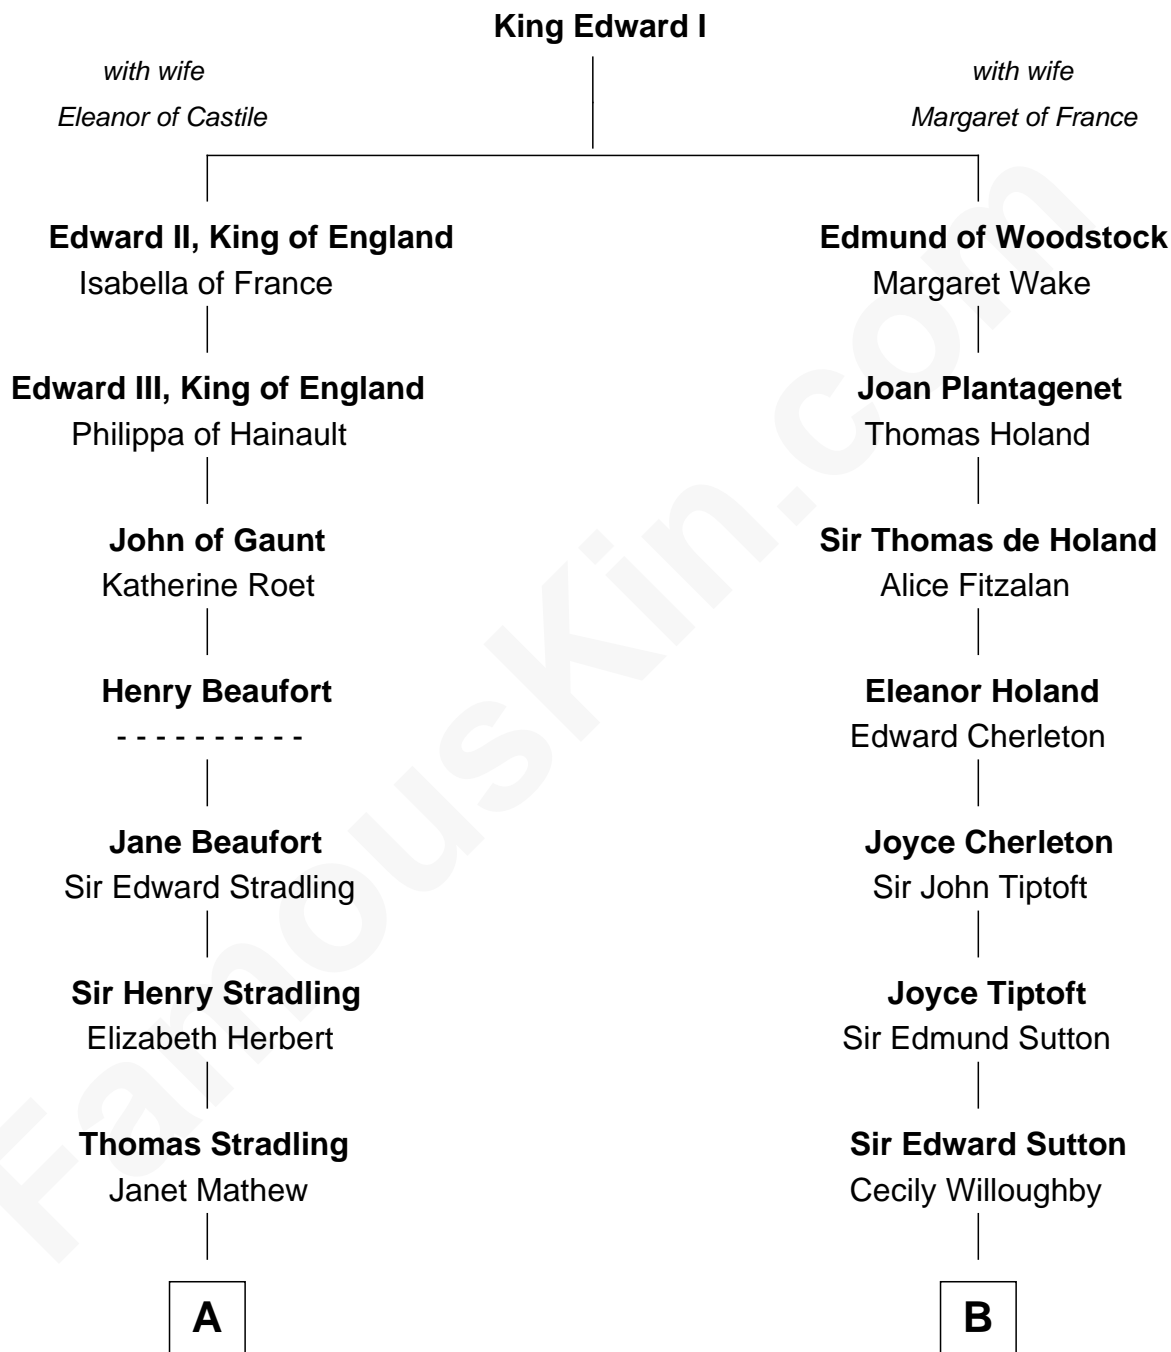 King Edward I
with wife
Eleanor of Castile
with wife
Margaret of France
Edward II, King of England
Isabella of France
Edmund of Woodstock
Margaret Wake
Edward III, King of England
Philippa of Hainault
Joan Plantagenet
Thomas Holand
John of Gaunt
Katherine Roet
Sir Thomas de Holand
Alice Fitzalan
Henry Beaufort
- - - - - - - - - -
Eleanor Holand
Edward Cherleton
Jane Beaufort
Sir Edward Stradling
Joyce Cherleton
Sir John Tiptoft
Sir Henry Stradling
Elizabeth Herbert
Joyce Tiptoft
Sir Edmund Sutton
Thomas Stradling
Janet Mathew
Sir Edward Sutton
Cecily Willoughby
A
B
FamousKin.com